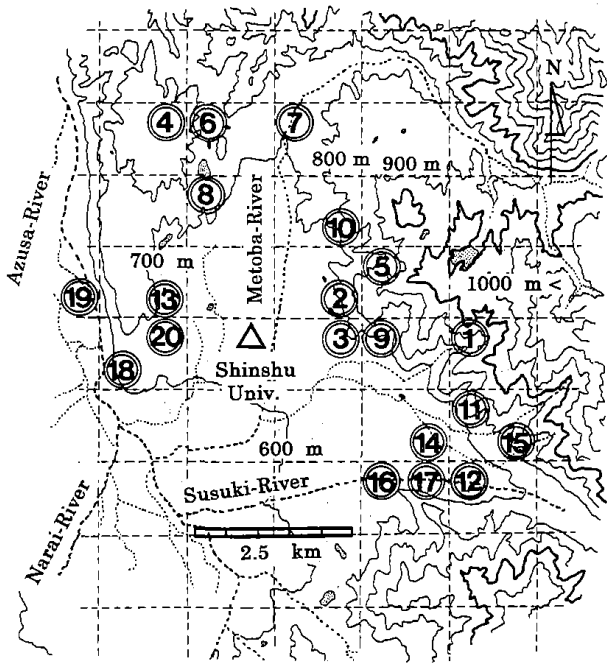 N
4
6
7
800 m
900 m
8
10
Azusa-River
Metoba-River
700 m
5
19
13
2
1000 m <
20
3
9
1
Shinshu
Univ.
18
11
14
15
600 m
16
17
12
Susuki-River
Narai-River
2.5 km